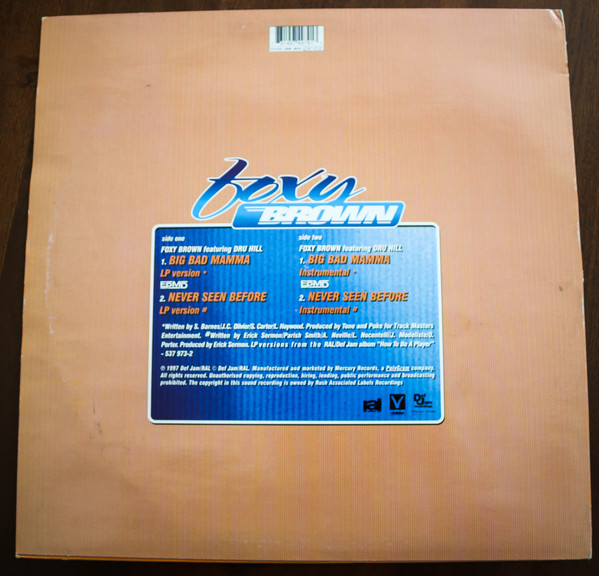 foxy
BROWN
side one
FOXY BROWN featuring DRU HILL
1. BIG BAD MAMMA
LP version *
EPMD
2. NEVER SEEN BEFORE
LP version #
side two
FOXY BROWN featuring DRU HILL
1. BIG BAD MAMMA
Instrumental *
EPMD
2. NEVER SEEN BEFORE
Instrumental #
*Written by S. Barnes/J.C. Olivier/S. Carter/L. Haywood. Produced by Tone and Poke for Track Masters
Entertainment. #Written by Erick Sermon/Parish Smith/A. Neville/L. Nocentelli/J. Modeliste/G.
Porter. Produced by Erick Sermon. LP versions from the RAL/Def Jam album "How To Be A Player"
- 537 973-2
℗ 1997 Def Jam/RAL © Def Jam/RAL. Manufactured and marketed by Mercury Records, a PolyGram company.
All rights reserved. Unauthorised copying, reproduction, hiring, lending, public performance and broadcasting
prohibited. The copyright in this sound recording is owned by Rush Associated Labels Recordings
ral
V
Def Jam